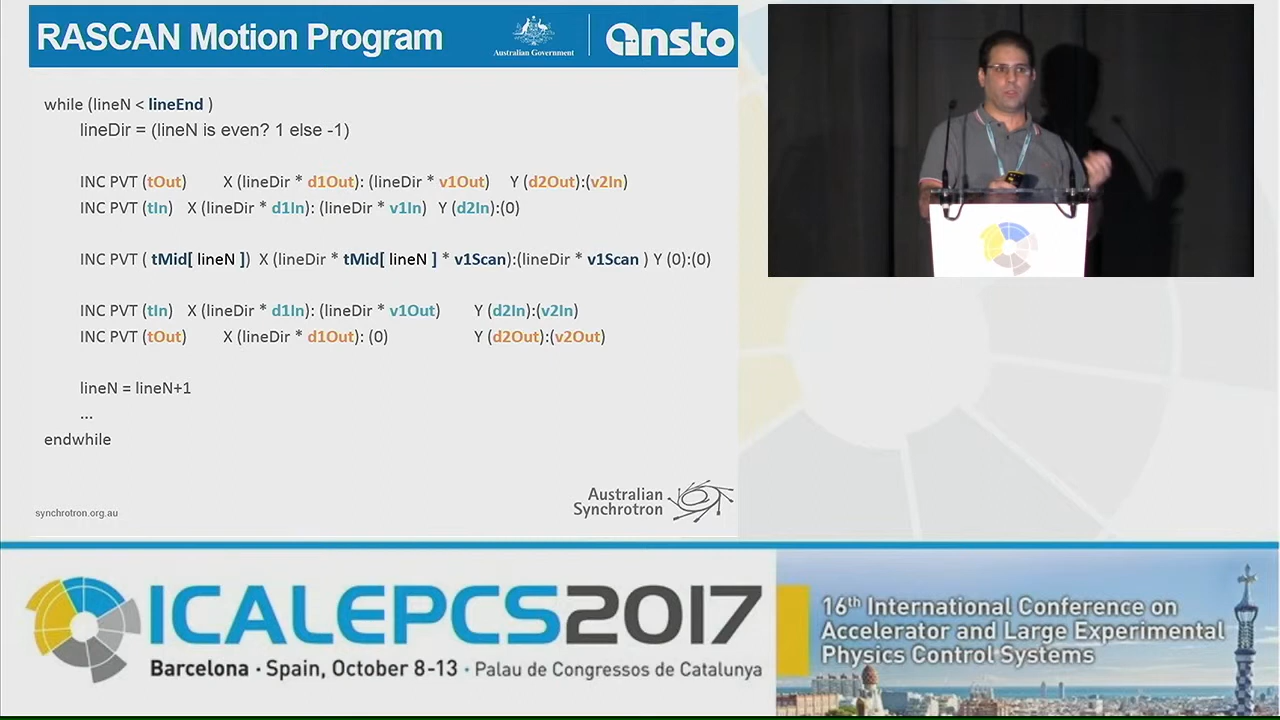 RASCAN Motion Program
Australian Government
ansto
while (lineN < lineEnd )
lineDir = (lineN is even? 1 else -1)
INC PVT (tOut) X (lineDir * d1Out): (lineDir * v1Out) Y (d2Out):(v2In)
INC PVT (tIn) X (lineDir * d1In): (lineDir * v1In) Y (d2In):(0)
INC PVT ( tMid[ lineN ]) X (lineDir * tMid[ lineN ] * v1Scan):(lineDir * v1Scan ) Y (0):(0)
INC PVT (tIn) X (lineDir * d1In): (lineDir * v1Out) Y (d2In):(v2In)
INC PVT (tOut) X (lineDir * d1Out): (0) Y (d2Out):(v2Out)
lineN = lineN+1
...
endwhile
synchrotron.org.au
Australian
Synchrotron
ICALEPCS2017
Barcelona · Spain, October 8-13 · Palau de Congressos de Catalunya
16th International Conference on
Accelerator and Large Experimental
Physics Control Systems